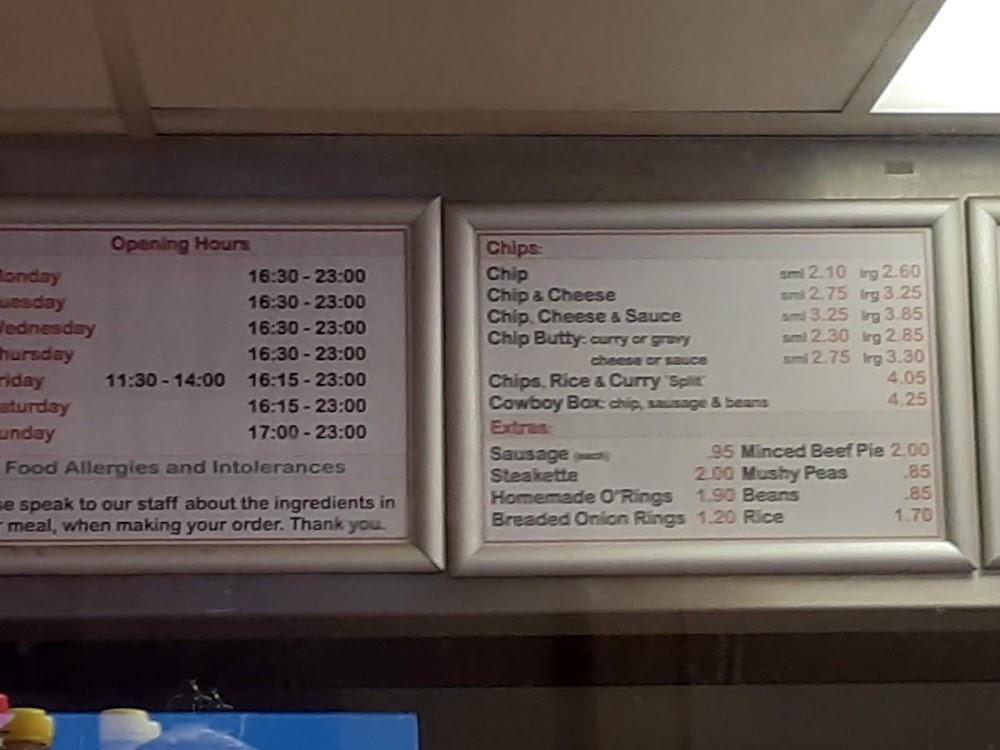 Opening Hours
onday 16:30 - 23:00
uesday 16:30 - 23:00
ednesday 16:30 - 23:00
hursday 16:30 - 23:00
riday 11:30 - 14:00 16:15 - 23:00
aturday 16:15 - 23:00
unday 17:00 - 23:00
Food Allergies and Intolerances
se speak to our staff about the ingredients in
r meal, when making your order. Thank you.
Chips:
Chip sml 2.10 lrg 2.60
Chip & Cheese sml 2.75 lrg 3.25
Chip, Cheese & Sauce sml 3.25 lrg 3.85
Chip Butty: curry or gravy sml 2.30 lrg 2.85
cheese or sauce sml 2.75 lrg 3.30
Chips, Rice & Curry 'Split' 4.05
Cowboy Box: chip, sausage & beans 4.25
Extras:
Sausage (each) .95 Minced Beef Pie 2.00
Steakette 2.00 Mushy Peas .85
Homemade O'Rings 1.90 Beans .85
Breaded Onion Rings 1.20 Rice 1.70